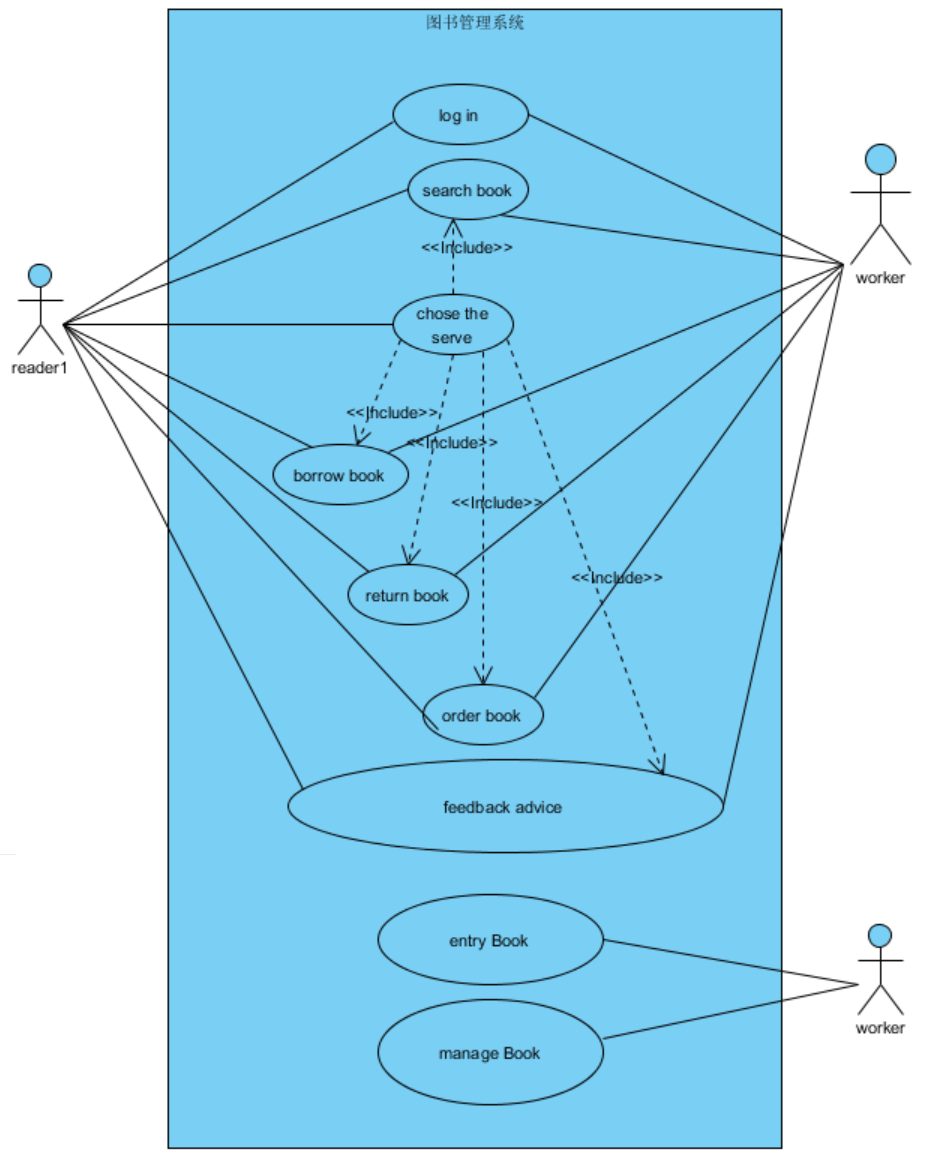 图书管理系统
log in
search book
<<Include>>
worker
chose the
serve
reader1
<<Include>>
<<Include>>
borrow book
<<Include>>
<<Include>>
return book
order book
feedback advice
entry Book
worker
manage Book